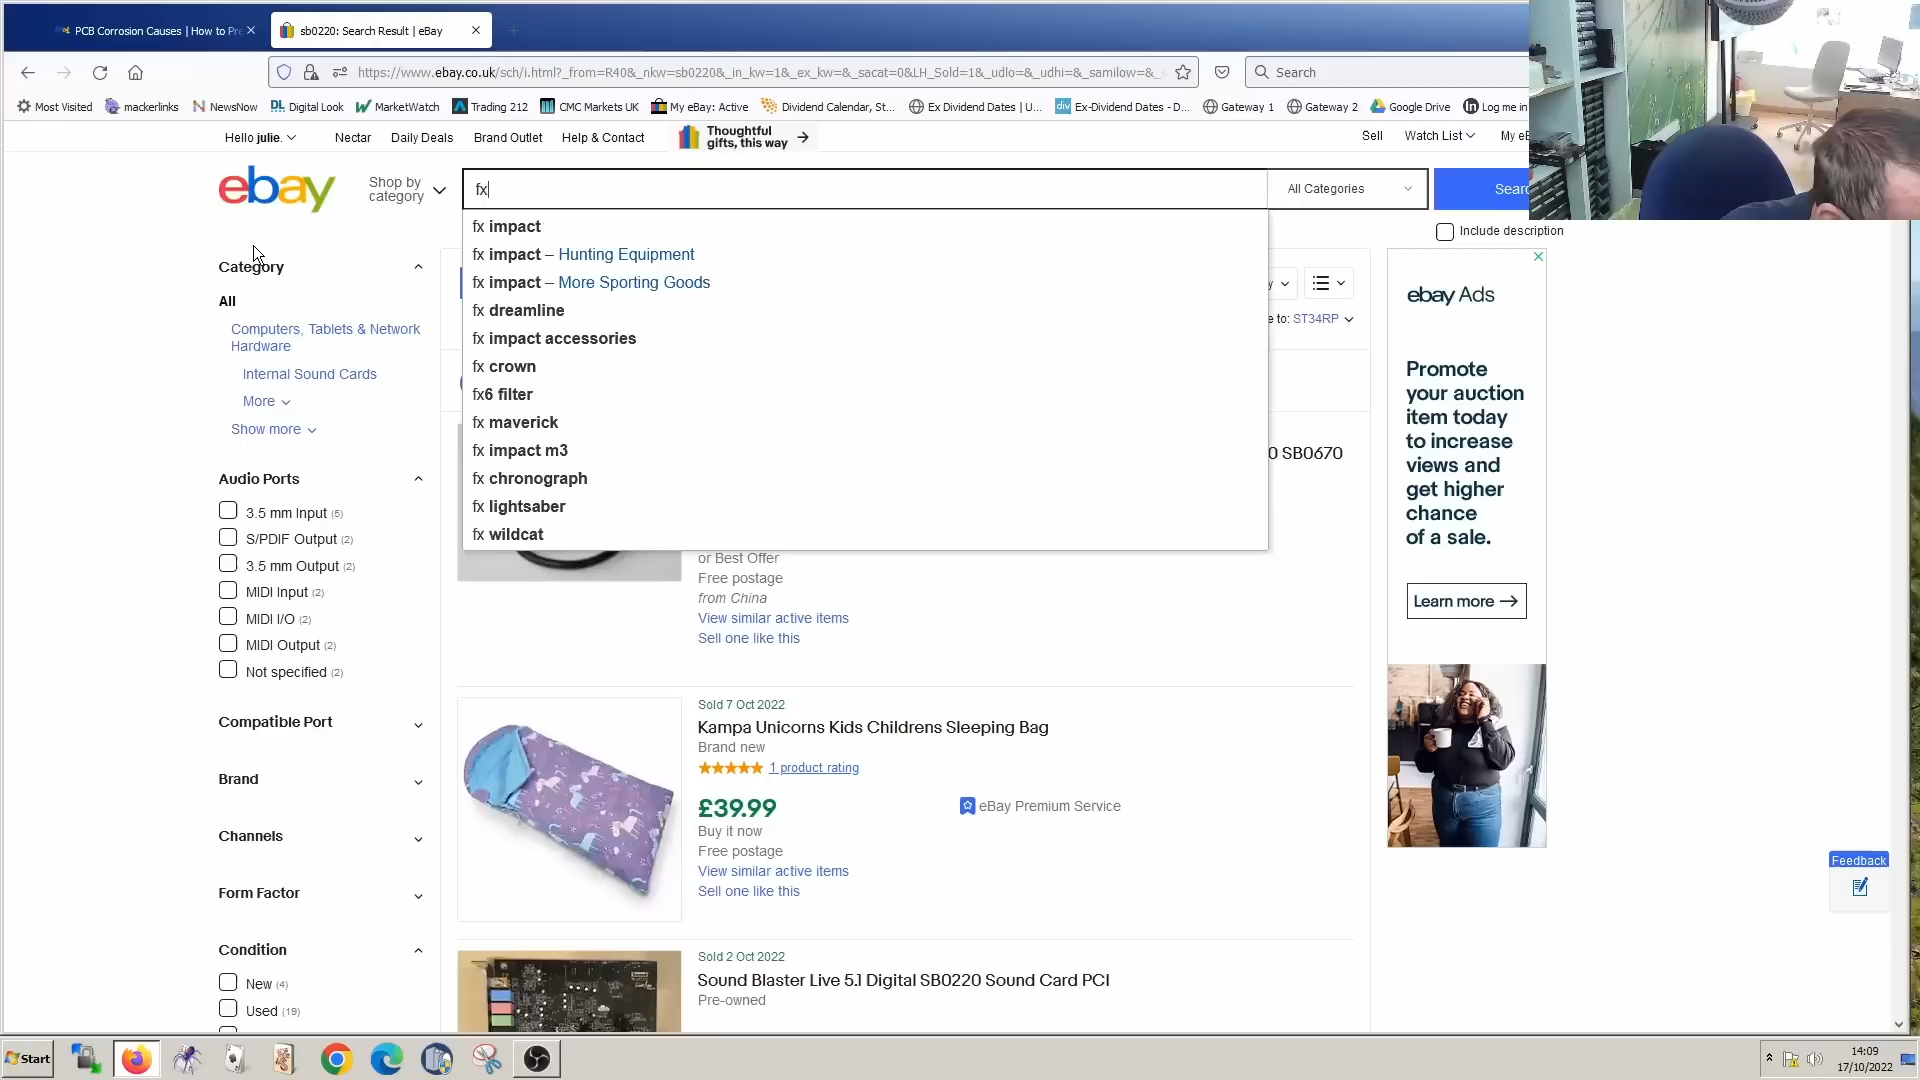 PCB Corrosion Causes | How to Pre
sb0220: Search Result | eBay
https://www.ebay.co.uk/sch/i.html?_from=R40&_nkw=sb0220&_in_kw=1&_ex_kw=&_sacat=0&LH_Sold=1&_udlo=&_udhi=&_samilow=&_s
Search
Most Visited
mackerlinks
NewsNow
Digital Look
MarketWatch
Trading 212
CMC Markets UK
My eBay: Active
Dividend Calendar, St...
Ex Dividend Dates | U...
Ex-Dividend Dates - D...
Gateway 1
Gateway 2
Google Drive
Log me in
Hello julie.
Nectar
Daily Deals
Brand Outlet
Help & Contact
Thoughtful
gifts, this way
Sell
Watch List
My eB
ebay
Shop by
category
fx
All Categories
Searc
Include description
fx impact
fx impact – Hunting Equipment
fx impact – More Sporting Goods
fx dreamline
fx impact accessories
fx crown
fx6 filter
fx maverick
fx impact m3
fx chronograph
fx lightsaber
fx wildcat
Category
All
Computers, Tablets & Network
Hardware
Internal Sound Cards
More
Show more
Audio Ports
3.5 mm Input (5)
S/PDIF Output (2)
3.5 mm Output (2)
MIDI Input (2)
MIDI I/O (2)
MIDI Output (2)
Not specified (2)
Compatible Port
Brand
Channels
Form Factor
Condition
New (4)
Used (19)
y
e to: ST34RP
0 SB0670
or Best Offer
Free postage
from China
View similar active items
Sell one like this
Sold 7 Oct 2022
Kampa Unicorns Kids Childrens Sleeping Bag
Brand new
1 product rating
£39.99
eBay Premium Service
Buy it now
Free postage
View similar active items
Sell one like this
Sold 2 Oct 2022
Sound Blaster Live 5.1 Digital SB0220 Sound Card PCI
Pre-owned
ebay Ads
Promote
your auction
item today
to increase
views and
get higher
chance
of a sale.
Learn more
Feedback
Start
14:09
17/10/2022